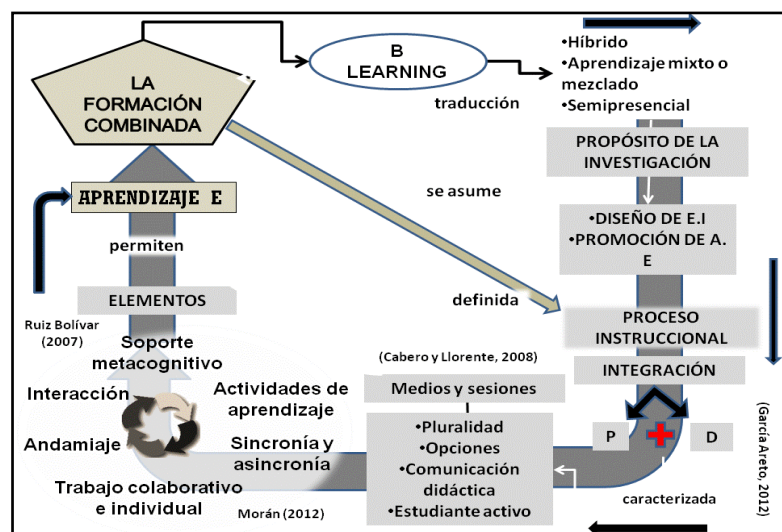 LA
FORMACIÓN
COMBINADA
B
LEARNING
traducción
•Híbrido
•Aprendizaje mixto o
mezclado
•Semipresencial
PROPÓSITO DE LA
INVESTIGACIÓN
•DISEÑO DE E.I
•PROMOCIÓN DE A.
E
se asume
definida
PROCESO
INSTRUCCIONAL
INTEGRACIÓN
P
D
(García Areto, 2012)
caracterizada
(Cabero y Llorente, 2008)
Medios y sesiones
•Pluralidad
•Opciones
•Comunicación
didáctica
•Estudiante activo
APRENDIZAJE E
permiten
ELEMENTOS
Ruiz Bolívar
(2007)
Soporte
metacognitivo
Interacción
Actividades de
aprendizaje
Andamiaje
Sincronía y
asincronía
Trabajo colaborativo
e individual
Morán (2012)